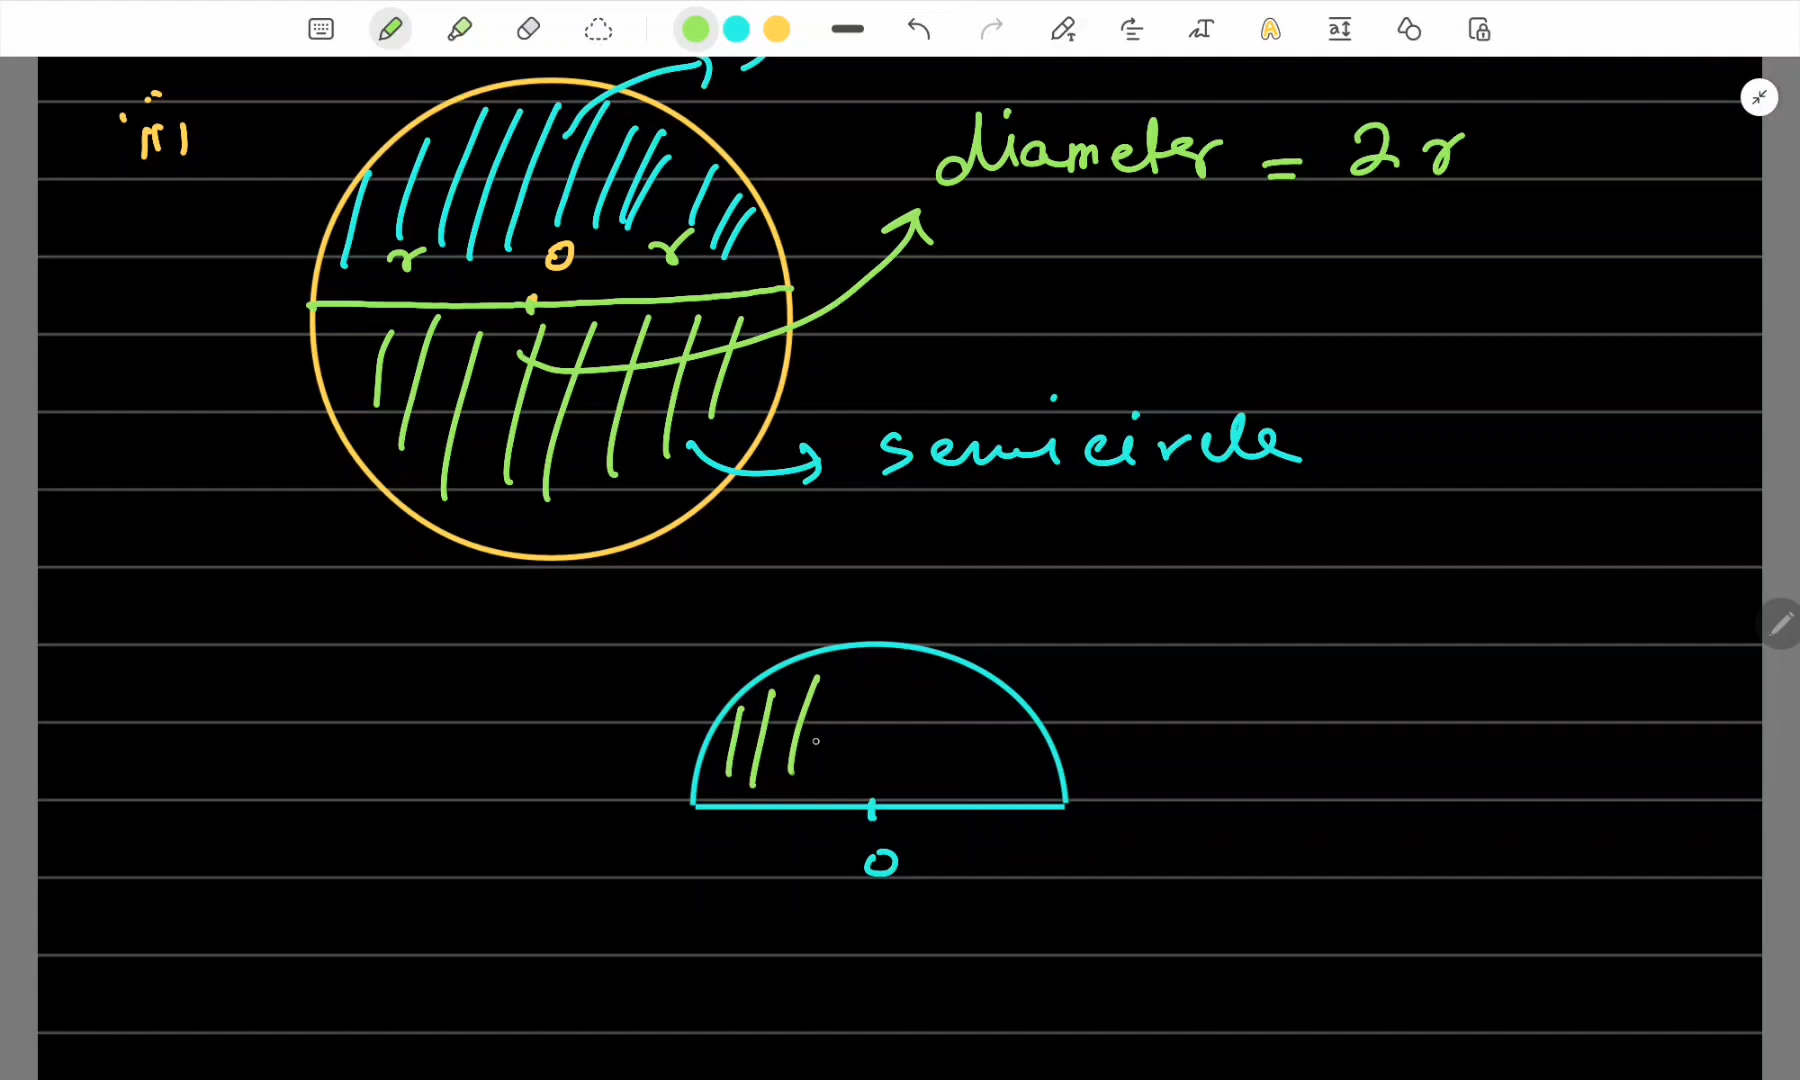 diameter = 2r
r O r
semicircle
O